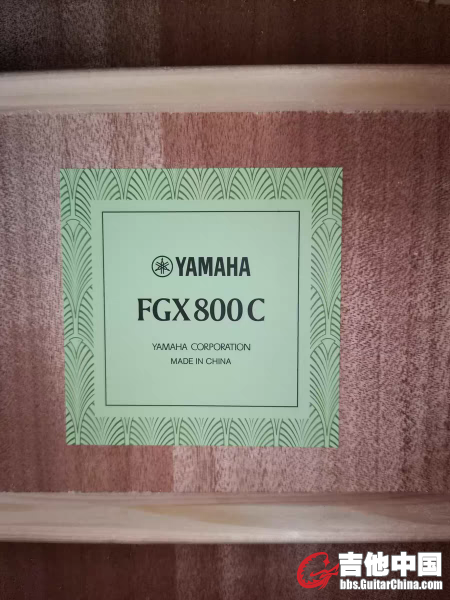 YAMAHA
FGX800C
YAMAHA CORPORATION
MADE IN CHINA
吉他中国
bbs.GuitarChina.com